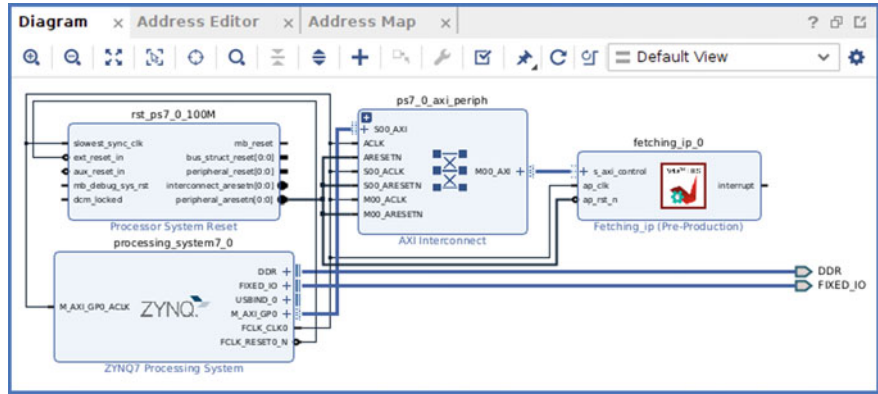 Diagram × Address Editor × Address Map ×
Default View
rst_ps7_0_100M
slowest_sync_clk
ext_reset_in
aux_reset_in
mb_debug_sys_rst
dcm_locked
mb_reset
bus_struct_reset[0:0]
peripheral_reset[0:0]
interconnect_aresetn[0:0]
peripheral_aresetn[0:0]
Processor System Reset
ps7_0_axi_periph
S00_AXI
ACLK
ARESETN
S00_ACLK
S00_ARESETN
M00_ACLK
M00_ARESETN
M00_AXI
AXI Interconnect
fetching_ip_0
s_axi_control
ap_clk
ap_rst_n
interrupt
Fetching_ip (Pre-Production)
processing_system7_0
M_AXI_GP0_ACLK
ZYNQ
DDR
FIXED_IO
USBIND_0
M_AXI_GP0
FCLK_CLK0
FCLK_RESET0_N
ZYNQ7 Processing System
DDR
FIXED_IO